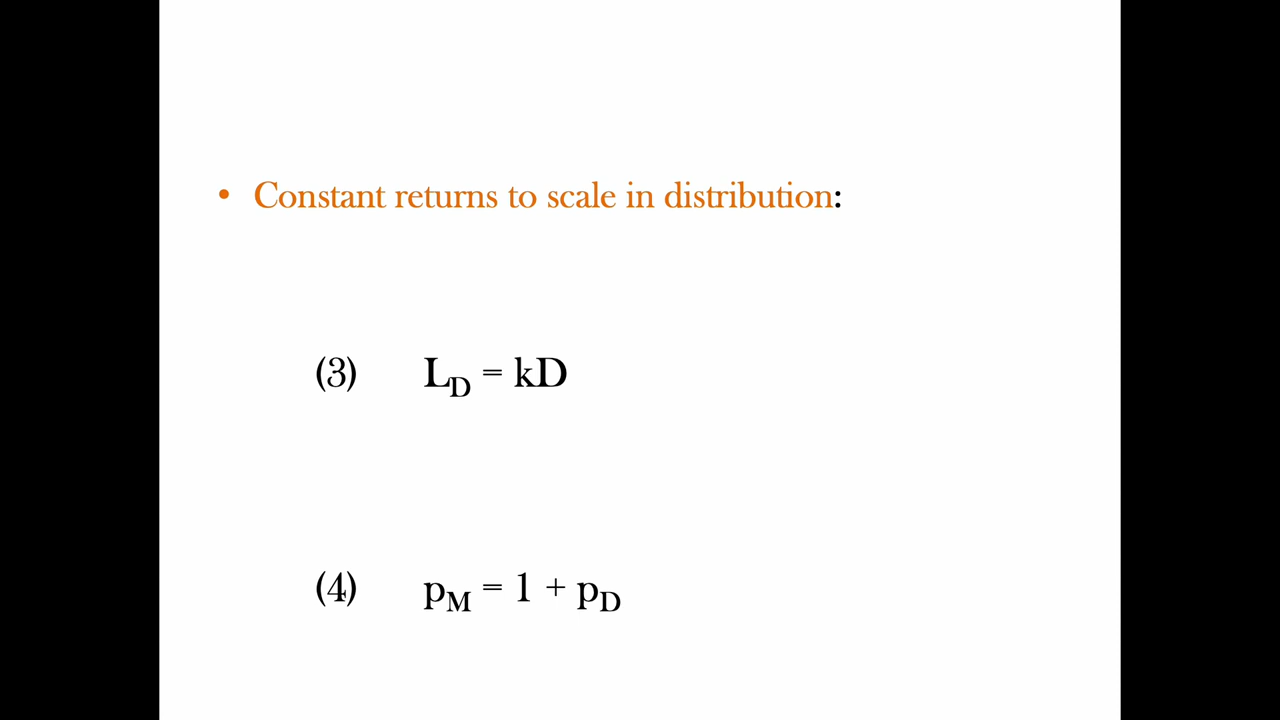 • Constant returns to scale in distribution:
(3) L_D = kD
(4) p_M = 1 + p_D